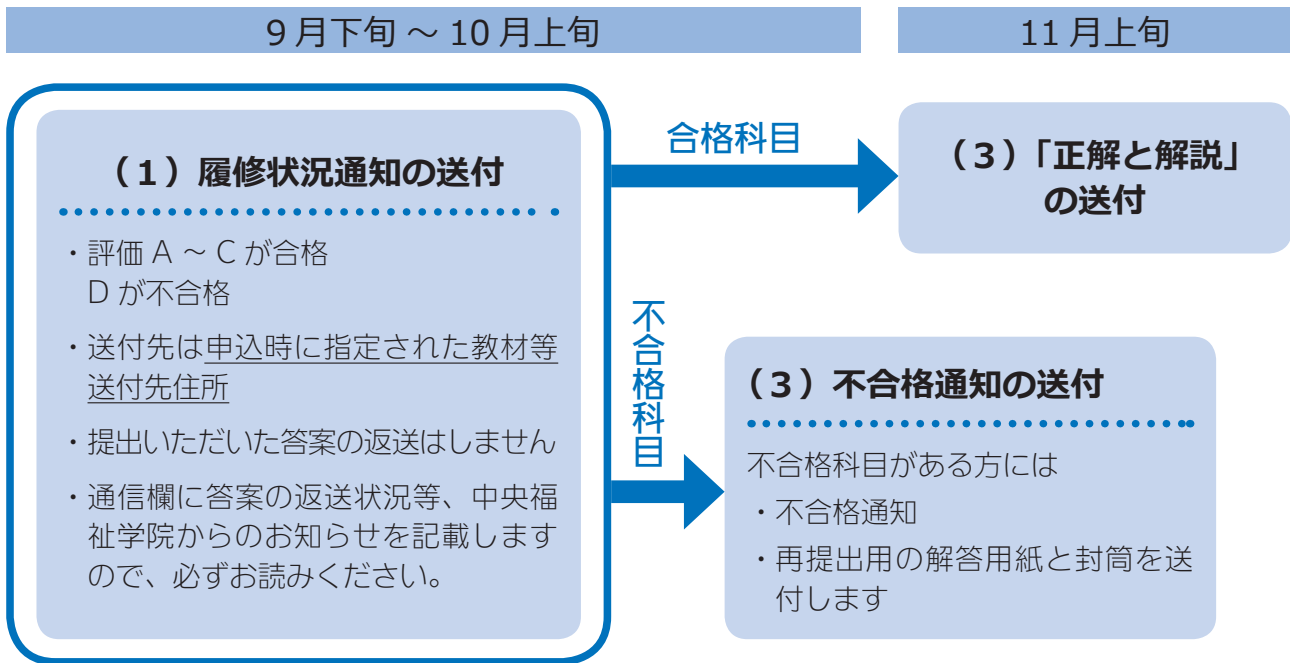 9月下旬 ～ 10月上旬
11月上旬
（1）履修状況通知の送付
・評価 A ～ C が合格
D が不合格
・送付先は申込時に指定された教材等
送付先住所
・提出いただいた答案の返送はしません
・通信欄に答案の返送状況等、中央福
祉学院からのお知らせを記載します
ので、必ずお読みください。
合格科目
（3）「正解と解説」
の送付
不合格科目
（3）不合格通知の送付
不合格科目がある方には
・不合格通知
・再提出用の解答用紙と封筒を送
付します